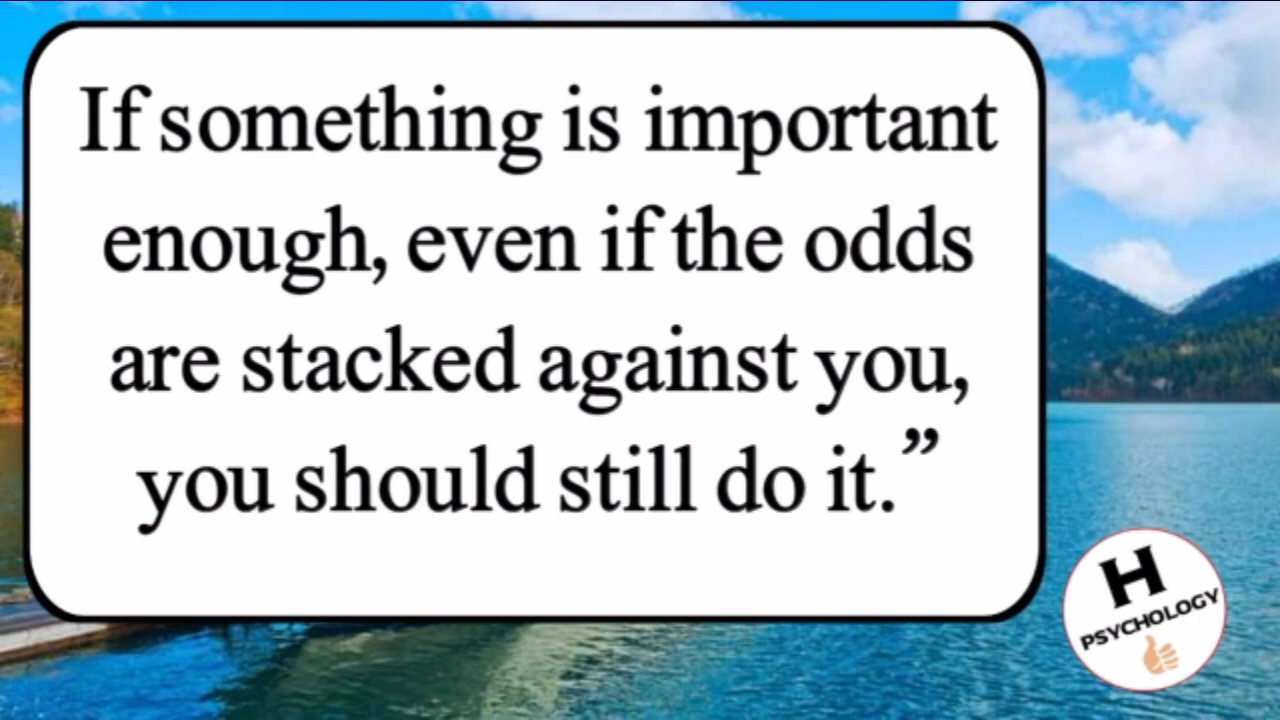 If something is important
enough, even if the odds
are stacked against you,
you should still do it.”
H
PSYCHOLOGY